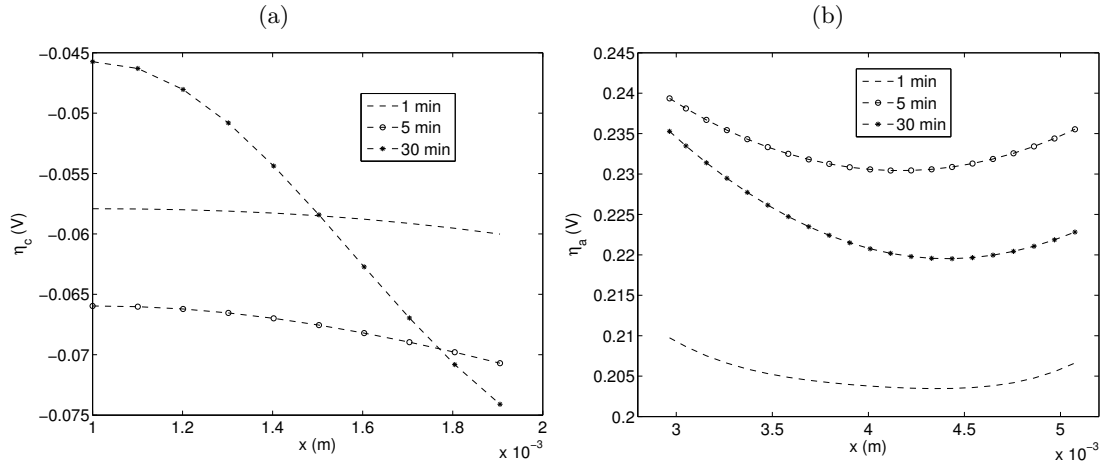 (a)
−0.045
−0.05
−0.055
−0.06
−0.065
−0.07
−0.075
η_c (V)
1 min
5 min
30 min
1
1.2
1.4
1.6
1.8
2
x (m)
x 10⁻³
(b)
0.245
0.24
0.235
0.23
0.225
0.22
0.215
0.21
0.205
0.2
η_a (V)
1 min
5 min
30 min
3
3.5
4
4.5
5
x (m)
x 10⁻³